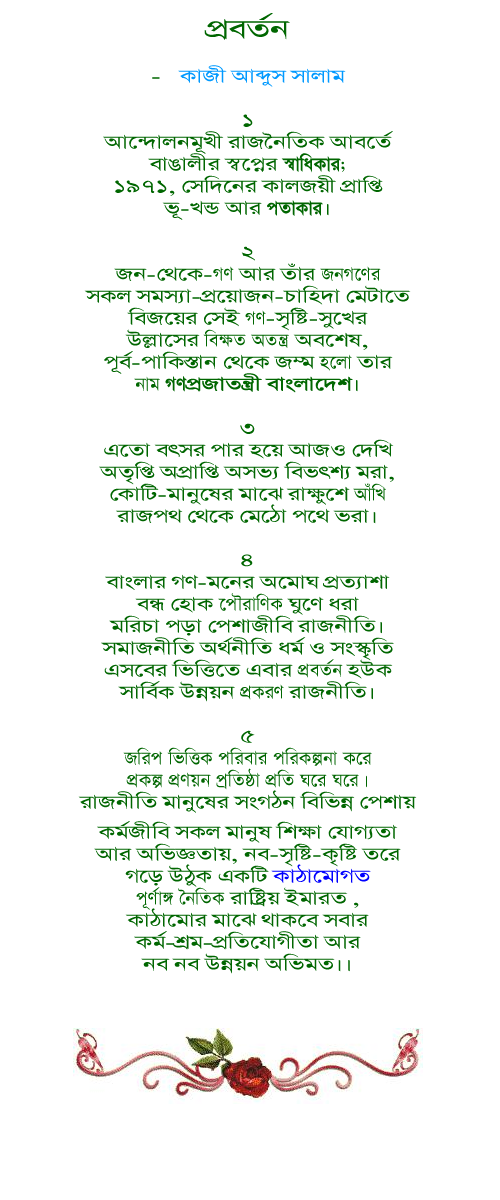 প্রবর্তন
- কাজী আব্দুস সালাম
১
আন্দোলনমূখী রাজনৈতিক আবর্তে
বাঙালীর স্বপ্নের স্বাধিকার;
১৯৭১, সেদিনের কালজয়ী প্রাপ্তি
ভূ-খন্ড আর পতাকার।
২
জন-থেকে-গণ আর তাঁর জনগণের
সকল সমস্যা-প্রয়োজন-চাহিদা মেটাতে
বিজয়ের সেই গণ-সৃষ্টি-সুখের
উল্লাসের বিক্ষত অতন্ত্র অবশেষ,
পূর্ব-পাকিস্তান থেকে জম্ম হলো তার
নাম গণপ্রজাতন্ত্রী বাংলাদেশ।
৩
এতো বৎসর পার হয়ে আজও দেখি
অতৃপ্তি অপ্রাপ্তি অসভ্য বিভৎশ্য মরা,
কোটি-মানুষের মাঝে রাক্ষুশে আঁখি
রাজপথ থেকে মেঠো পথে ভরা।
৪
বাংলার গণ-মনের অমোঘ প্রত্যাশা
বন্ধ হোক পৌরাণিক ঘুণে ধরা
মরিচা পড়া পেশাজীবি রাজনীতি।
সমাজনীতি অর্থনীতি ধর্ম ও সংস্কৃতি
এসবের ভিত্তিতে এবার প্রবর্তন হউক
সার্বিক উন্নয়ন প্রকরণ রাজনীতি।
৫
জরিপ ভিত্তিক পরিবার পরিকল্পনা করে
প্রকল্প প্রণয়ন প্রতিষ্ঠা প্রতি ঘরে ঘরে।
রাজনীতি মানুষের সংগঠন বিভিন্ন পেশায়
কর্মজীবি সকল মানুষ শিক্ষা যোগ্যতা
আর অভিজ্ঞতায়, নব-সৃষ্টি-কৃষ্টি তরে
গড়ে উঠুক একটি কাঠামোগত
পূর্ণাঙ্গ নৈতিক রাষ্ট্রিয় ইমারত ,
কাঠামোর মাঝে থাকবে সবার
কর্ম-শ্রম-প্রতিযোগীতা আর
নব নব উন্নয়ন অভিমত।।